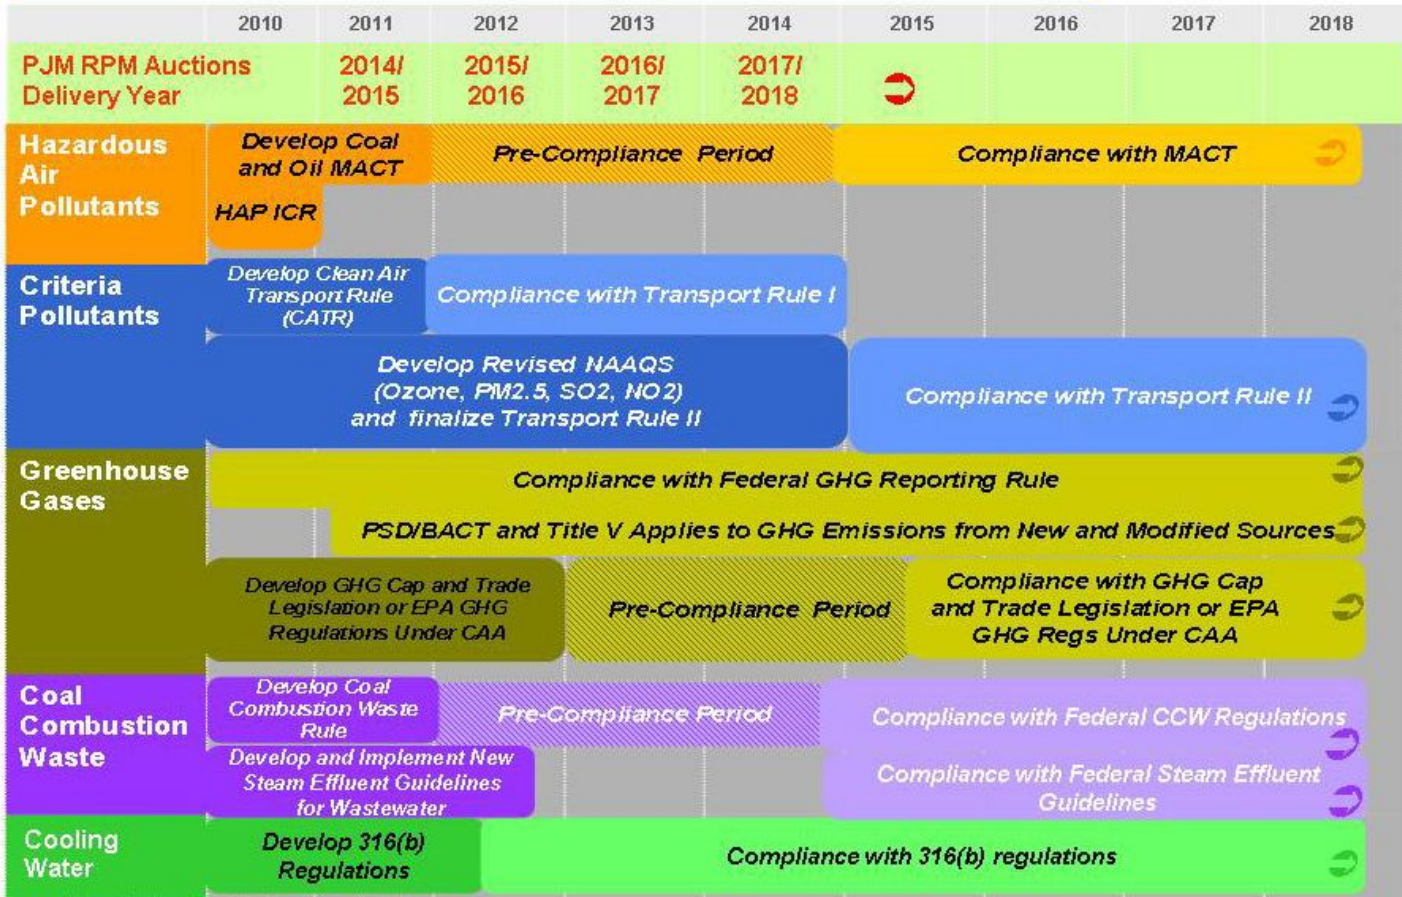 2010 2011 2012 2013 2014 2015 2016 2017 2018
PJM RPM Auctions
Delivery Year
2014/
2015
2015/
2016
2016/
2017
2017/
2018
Hazardous
Air
Pollutants
Develop Coal
and Oil MACT
Pre-Compliance Period
Compliance with MACT
HAP ICR
Criteria
Pollutants
Develop Clean Air
Transport Rule
(CATR)
Compliance with Transport Rule I
Develop Revised NAAQS
(Ozone, PM2.5, SO2, NO2)
and finalize Transport Rule II
Compliance with Transport Rule II
Greenhouse
Gases
Compliance with Federal GHG Reporting Rule
PSD/BACT and Title V Applies to GHG Emissions from New and Modified Sources
Develop GHG Cap and Trade
Legislation or EPA GHG
Regulations Under CAA
Pre-Compliance Period
Compliance with GHG Cap
and Trade Legislation or EPA
GHG Regs Under CAA
Coal
Combustion
Waste
Develop Coal
Combustion Waste
Rule
Pre-Compliance Period
Compliance with Federal CCW Regulations
Develop and Implement New
Steam Effluent Guidelines
for Wastewater
Compliance with Federal Steam Effluent
Guidelines
Cooling
Water
Develop 316(b)
Regulations
Compliance with 316(b) regulations